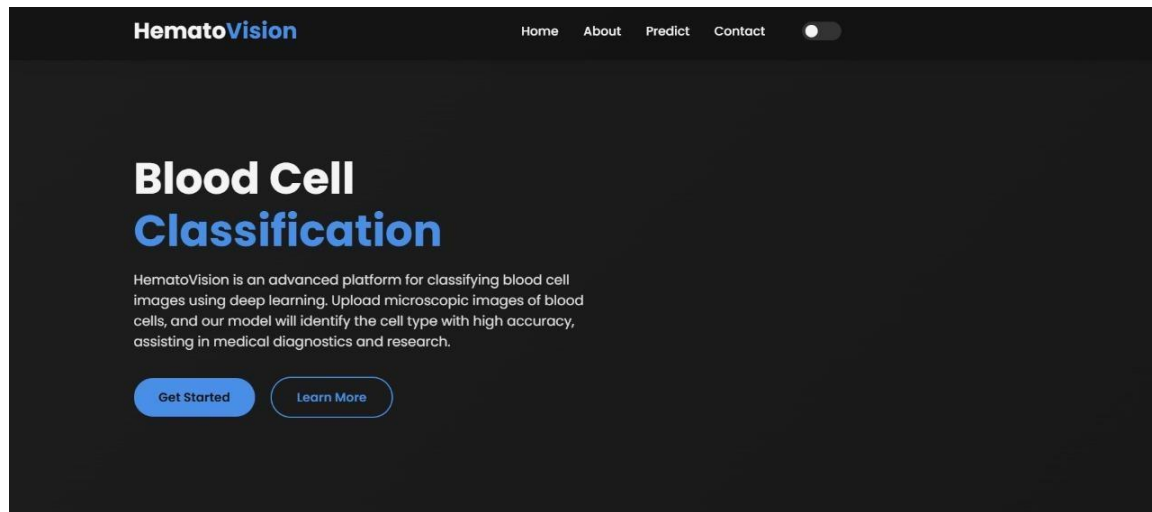 HematoVision
Home About Predict Contact
Blood Cell
Classification
HematoVision is an advanced platform for classifying blood cell
images using deep learning. Upload microscopic images of blood
cells, and our model will identify the cell type with high accuracy,
assisting in medical diagnostics and research.
Get Started Learn More